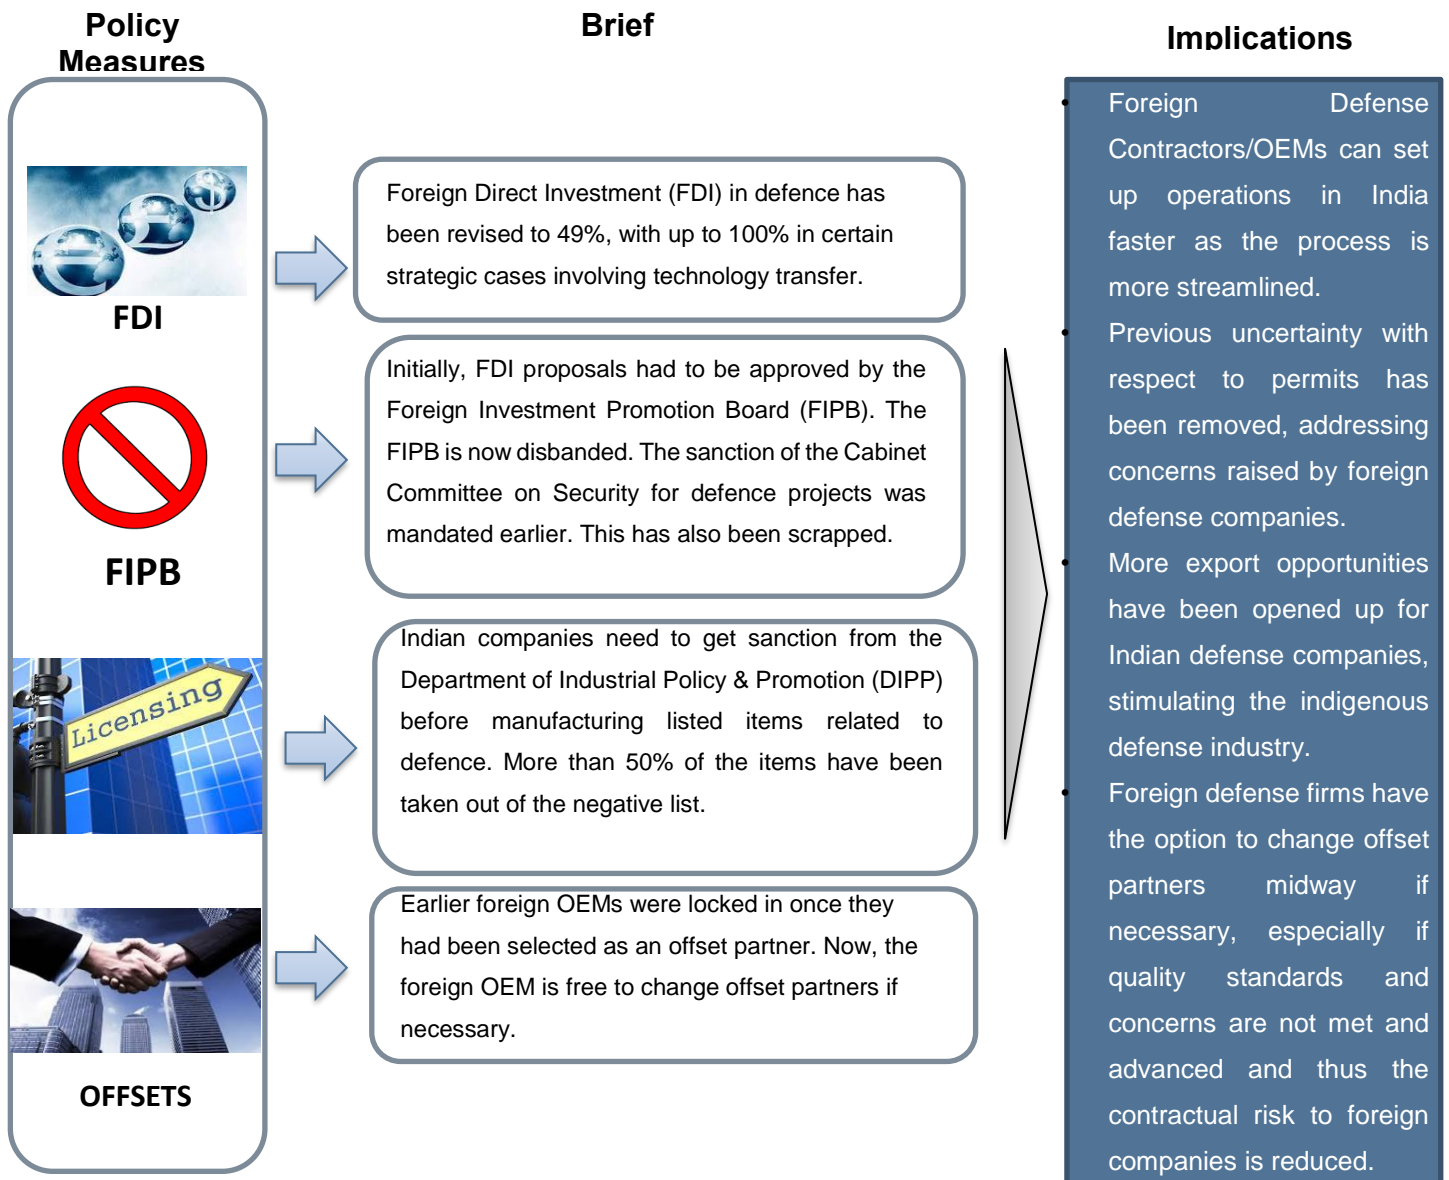 Policy
Measures
Brief
Implications
FDI
Foreign Direct Investment (FDI) in defence has
been revised to 49%, with up to 100% in certain
strategic cases involving technology transfer.
FIPB
Initially, FDI proposals had to be approved by the
Foreign Investment Promotion Board (FIPB). The
FIPB is now disbanded. The sanction of the Cabinet
Committee on Security for defence projects was
mandated earlier. This has also been scrapped.
Licensing
Indian companies need to get sanction from the
Department of Industrial Policy & Promotion (DIPP)
before manufacturing listed items related to
defence. More than 50% of the items have been
taken out of the negative list.
OFFSETS
Earlier foreign OEMs were locked in once they
had been selected as an offset partner. Now, the
foreign OEM is free to change offset partners if
necessary.
• Foreign Defense
Contractors/OEMs can set
up operations in India
faster as the process is
more streamlined.
• Previous uncertainty with
respect to permits has
been removed, addressing
concerns raised by foreign
defense companies.
• More export opportunities
have been opened up for
Indian defense companies,
stimulating the indigenous
defense industry.
• Foreign defense firms have
the option to change offset
partners midway if
necessary, especially if
quality standards and
concerns are not met and
advanced and thus the
contractual risk to foreign
companies is reduced.